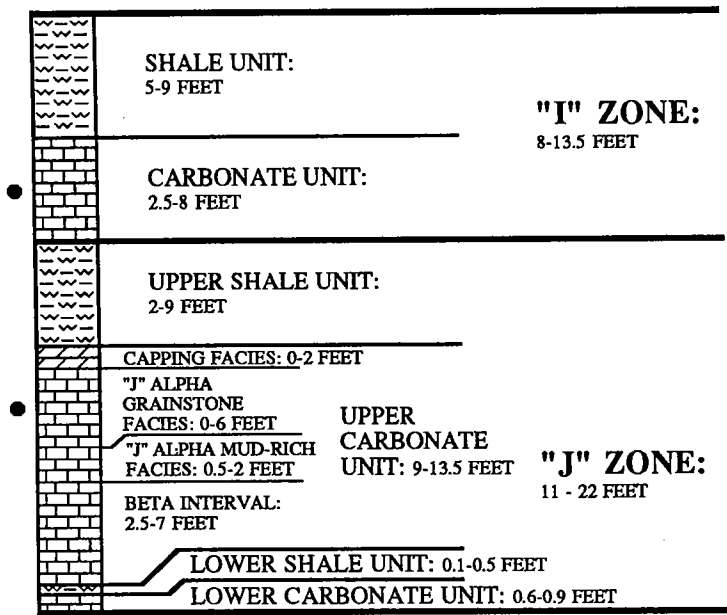 SHALE UNIT:
5-9 FEET
"I" ZONE:
8-13.5 FEET
CARBONATE UNIT:
2.5-8 FEET
UPPER SHALE UNIT:
2-9 FEET
CAPPING FACIES: 0-2 FEET
"J" ALPHA
GRAINSTONE
FACIES: 0-6 FEET
"J" ALPHA MUD-RICH
FACIES: 0.5-2 FEET
BETA INTERVAL:
2.5-7 FEET
UPPER
CARBONATE
UNIT: 9-13.5 FEET
"J" ZONE:
11 - 22 FEET
LOWER SHALE UNIT: 0.1-0.5 FEET
LOWER CARBONATE UNIT: 0.6-0.9 FEET